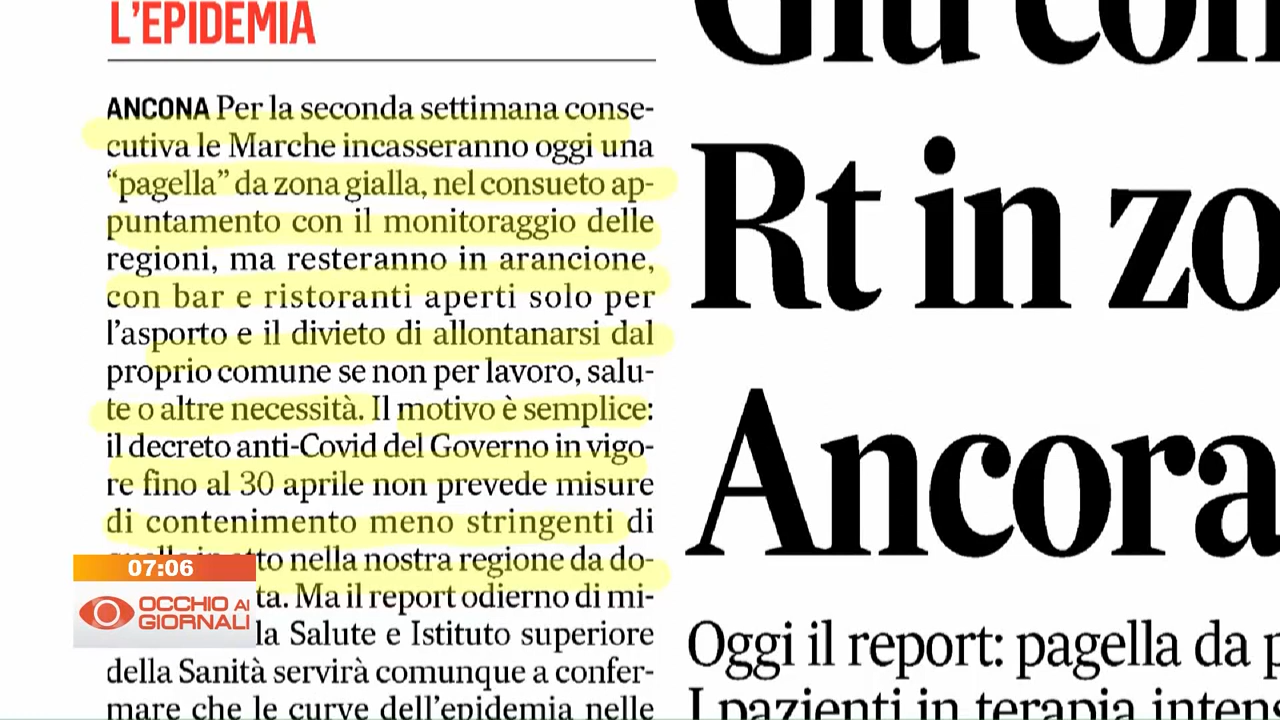 L'EPIDEMIA
ANCONA Per la seconda settimana conse-
cutiva le Marche incasseranno oggi una
“pagella” da zona gialla, nel consueto ap-
puntamento con il monitoraggio delle
regioni, ma resteranno in arancione,
con bar e ristoranti aperti solo per
l'asporto e il divieto di allontanarsi dal
proprio comune se non per lavoro, salu-
te o altre necessità. Il motivo è semplice:
il decreto anti-Covid del Governo in vigo-
re fino al 30 aprile non prevede misure
di contenimento meno stringenti di
nella nostra regione da do-
Ma il report odierno di mi-
la Salute e Istituto superiore
della Sanità servirà comunque a confer-
mare che le curve dell'epidemia nelle
Rt in zo
Ancora
Oggi il report: pagella da p
I pazienti in terapia intens
07:06
OCCHIO AI
GIORNALI